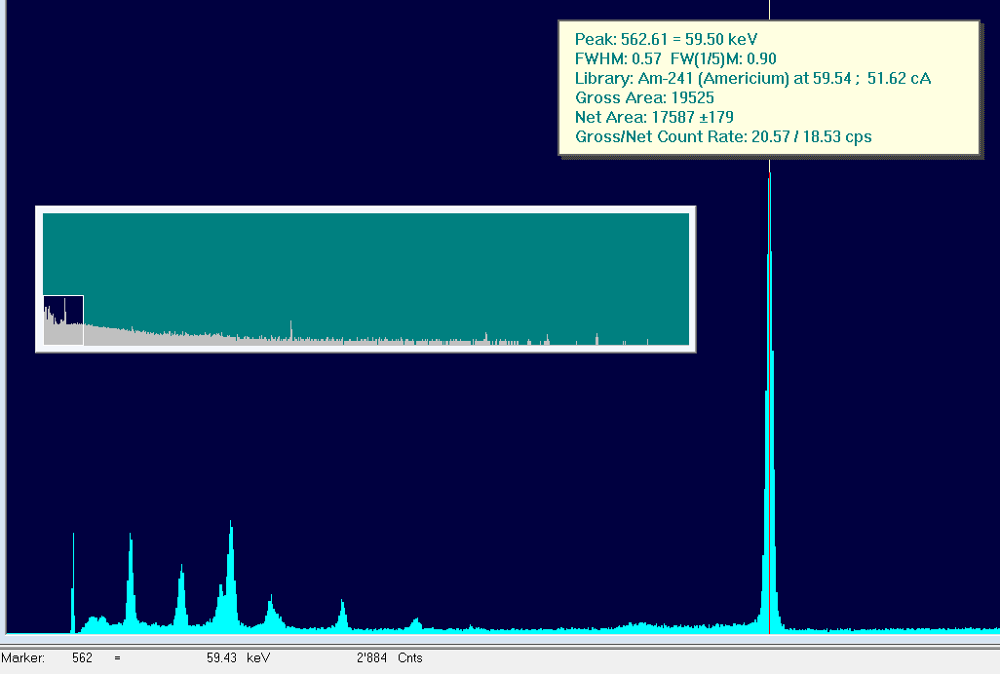 Peak: 562.61 = 59.50 keV
FWHM: 0.57  FW(1/5)M: 0.90
Library: Am-241 (Americium) at 59.54 ;  51.62 cA
Gross Area: 19525
Net Area: 17587 ±179
Gross/Net Count Rate: 20.57 / 18.53 cps
Marker: 562 = 59.43 keV 2'884 Cnts